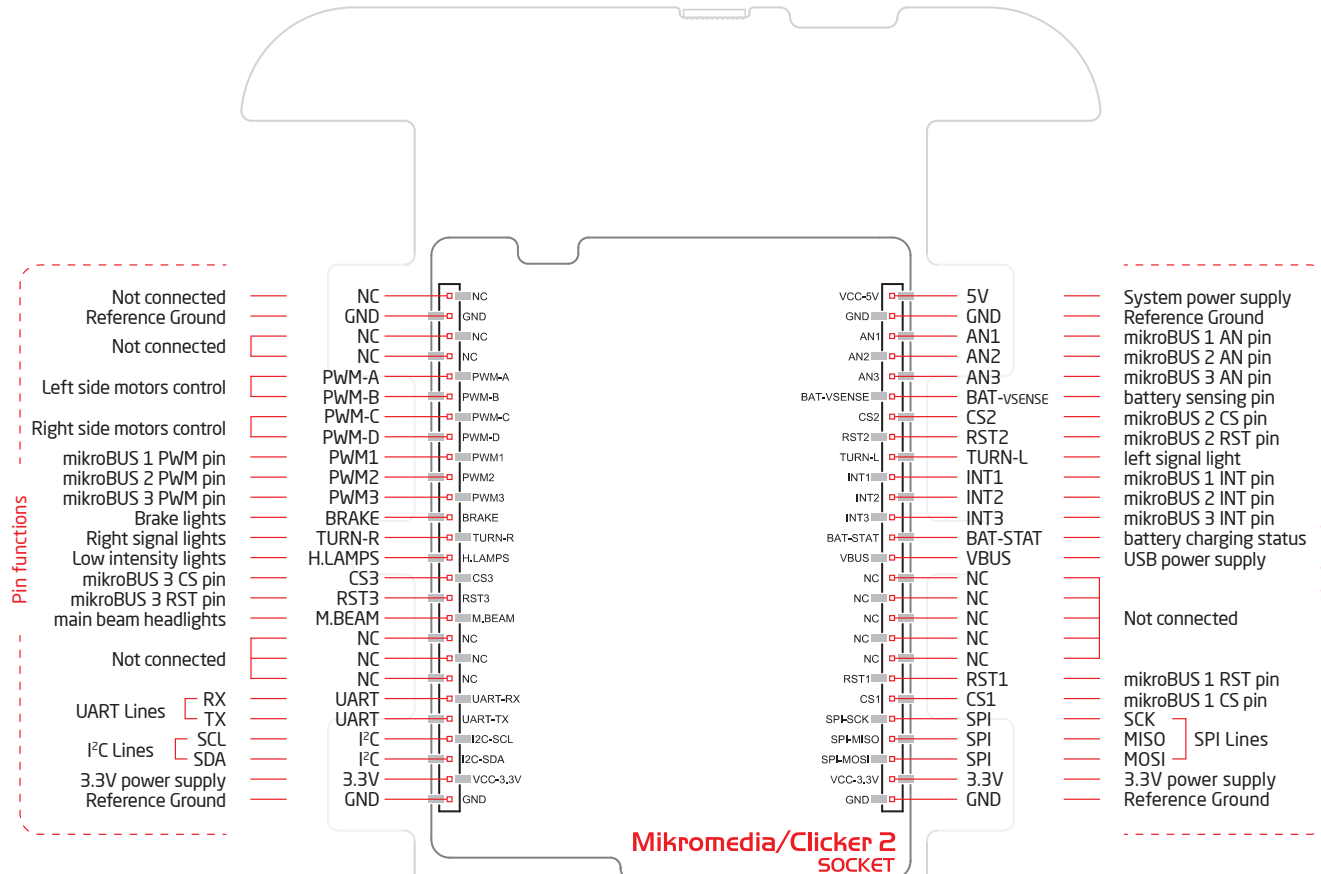 Not connected NC NC VCC-5V 5V System power supply
Reference Ground GND GND GND GND Reference Ground
Not connected NC NC AN1 AN1 mikroBUS 1 AN pin
NC NC AN2 AN2 mikroBUS 2 AN pin
Left side motors control PWM-A PWM-A AN3 AN3 mikroBUS 3 AN pin
PWM-B PWM-B BAT-VSENSE BAT-VSENSE battery sensing pin
Right side motors control PWM-C PWM-C CS2 CS2 mikroBUS 2 CS pin
PWM-D PWM-D RST2 RST2 mikroBUS 2 RST pin
mikroBUS 1 PWM pin PWM1 PWM1 TURN-L TURN-L left signal light
mikroBUS 2 PWM pin PWM2 PWM2 INT1 INT1 mikroBUS 1 INT pin
mikroBUS 3 PWM pin PWM3 PWM3 INT2 INT2 mikroBUS 2 INT pin
Brake lights BRAKE BRAKE INT3 INT3 mikroBUS 3 INT pin
Right signal lights TURN-R TURN-R BAT-STAT BAT-STAT battery charging status
Low intensity lights H.LAMPS H.LAMPS VBUS VBUS USB power supply
mikroBUS 3 CS pin CS3 CS3 NC NC
mikroBUS 3 RST pin RST3 RST3 NC NC
main beam headlights M.BEAM M.BEAM NC NC Not connected
NC NC NC NC
Not connected NC NC NC NC
NC NC RST1 RST1 mikroBUS 1 RST pin
UART Lines RX UART UART-RX CS1 CS1 mikroBUS 1 CS pin
TX UART UART-TX SPI-SCK SPI SCK
I²C Lines SCL I²C I2C-SCL SPI-MISO SPI MISO SPI Lines
SDA I²C I2C-SDA SPI-MOSI SPI MOSI
3.3V power supply 3.3V VCC-3.3V VCC-3.3V 3.3V 3.3V power supply
Reference Ground GND GND GND GND Reference Ground
Pin functions
Mikromedia/Clicker 2
SOCKET